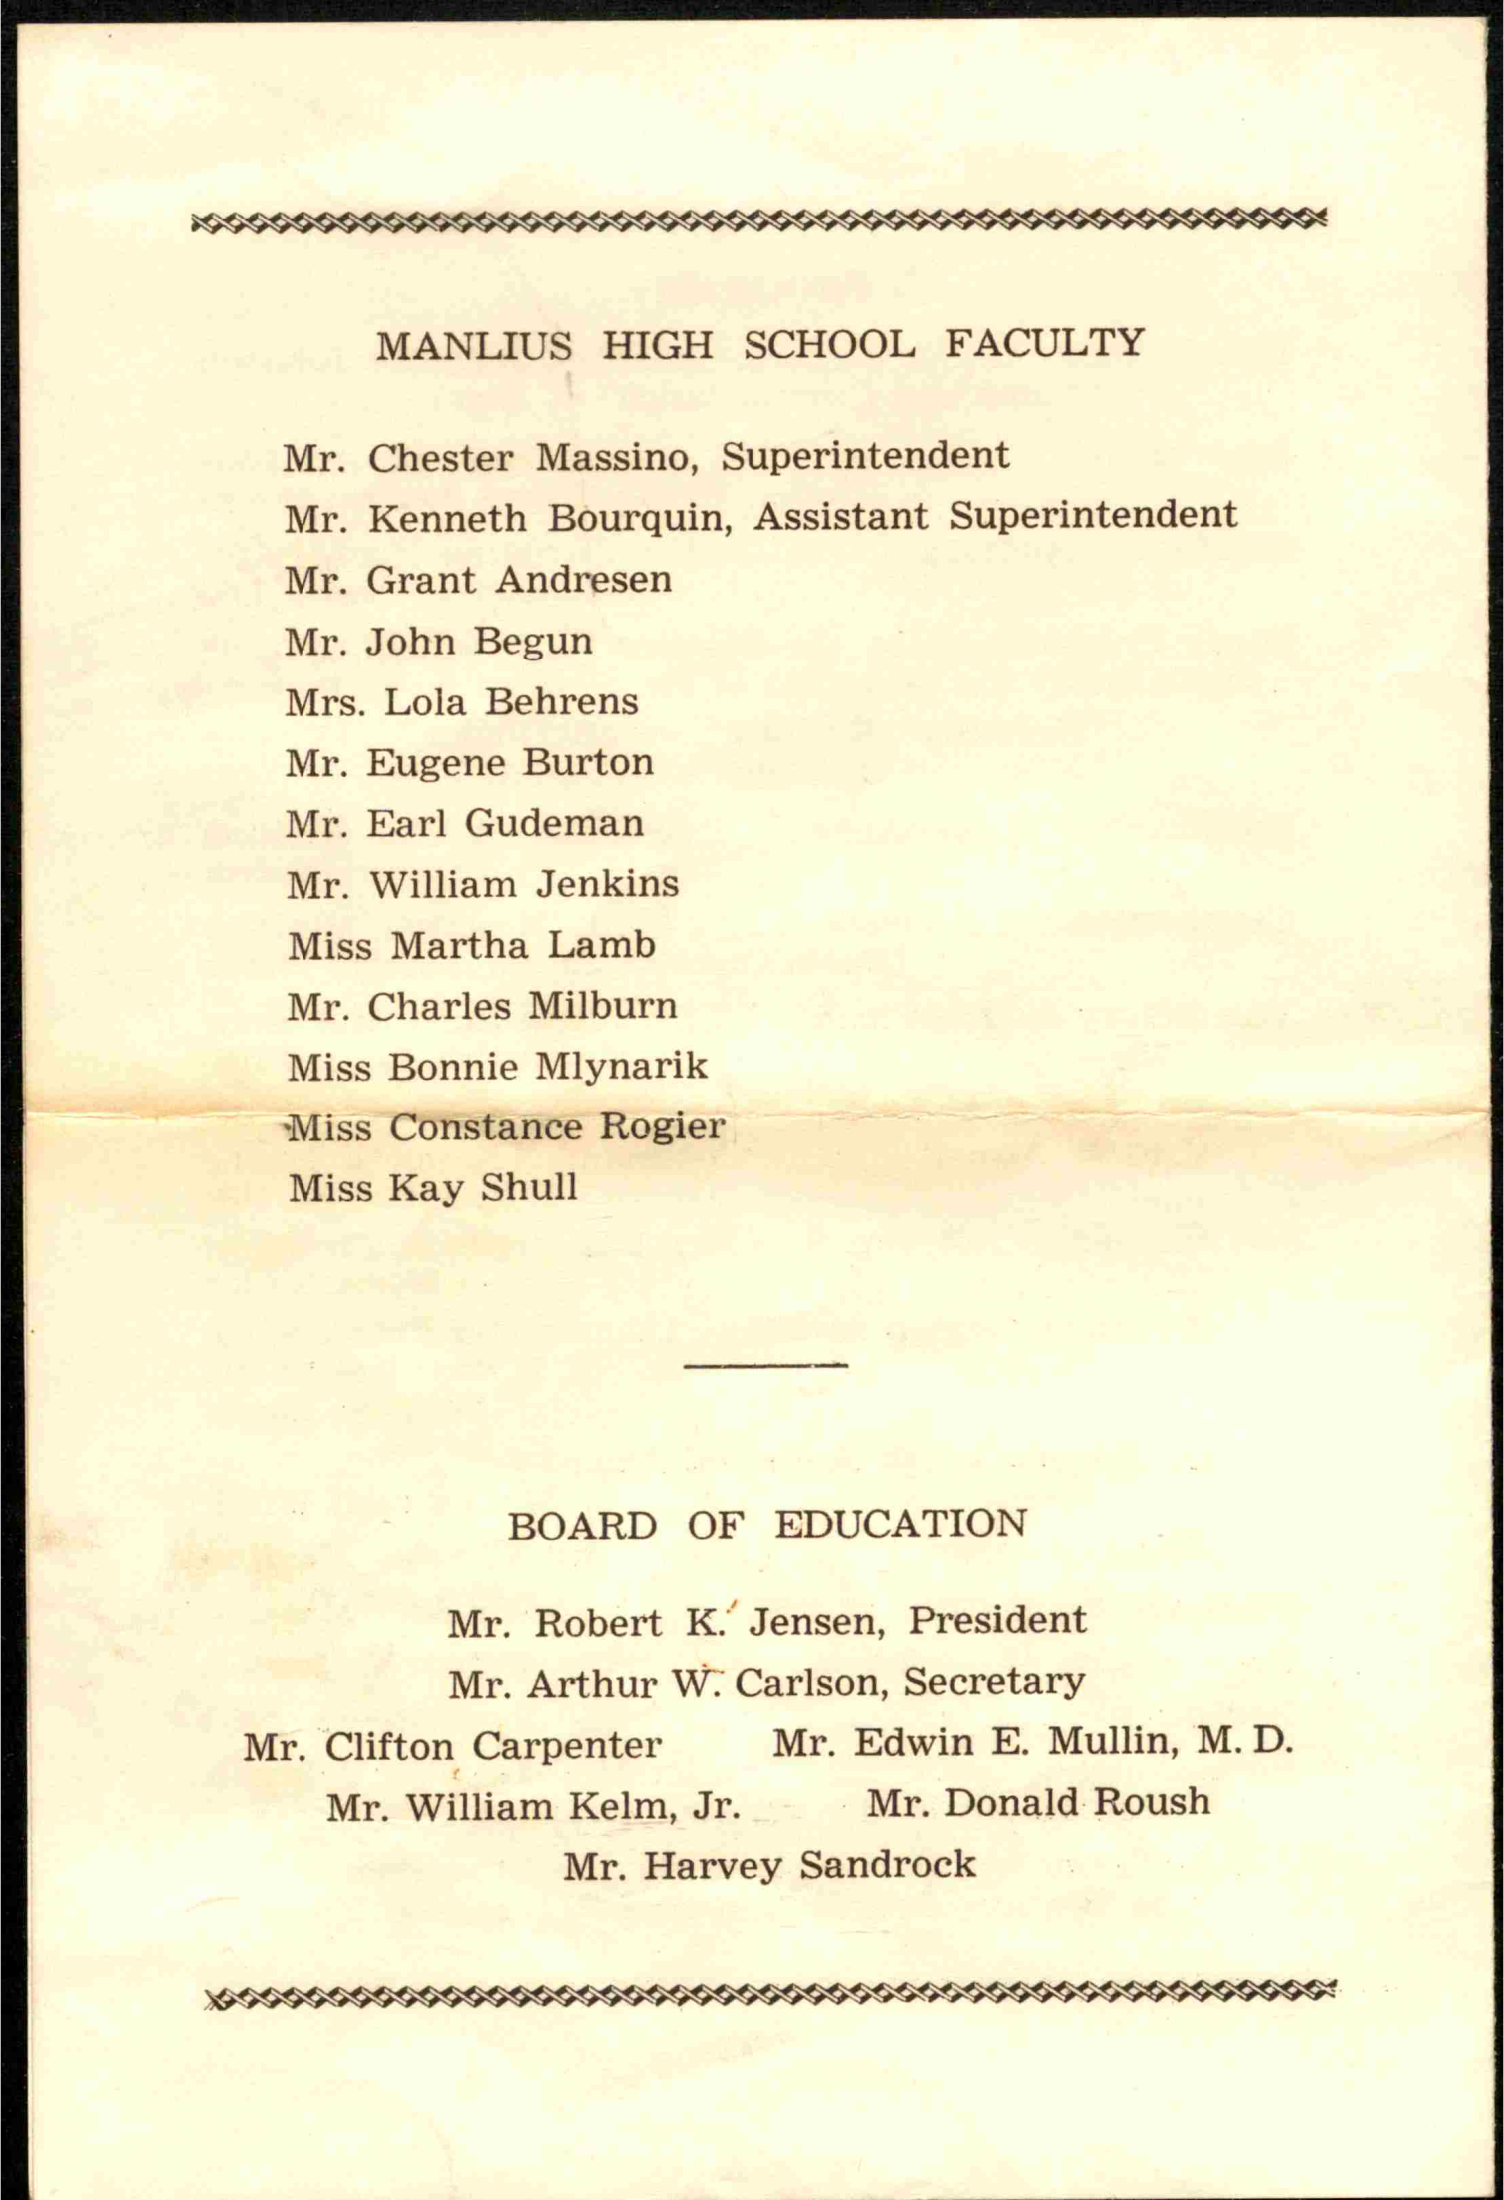 MANLIUS HIGH SCHOOL FACULTY
Mr. Chester Massino, Superintendent
Mr. Kenneth Bourquin, Assistant Superintendent
Mr. Grant Andresen
Mr. John Begun
Mrs. Lola Behrens
Mr. Eugene Burton
Mr. Earl Gudeman
Mr. William Jenkins
Miss Martha Lamb
Mr. Charles Milburn
Miss Bonnie Mlynarik
Miss Constance Rogier
Miss Kay Shull
BOARD OF EDUCATION
Mr. Robert K. Jensen, President
Mr. Arthur W. Carlson, Secretary
Mr. Clifton Carpenter Mr. Edwin E. Mullin, M. D.
Mr. William Kelm, Jr. Mr. Donald Roush
Mr. Harvey Sandrock